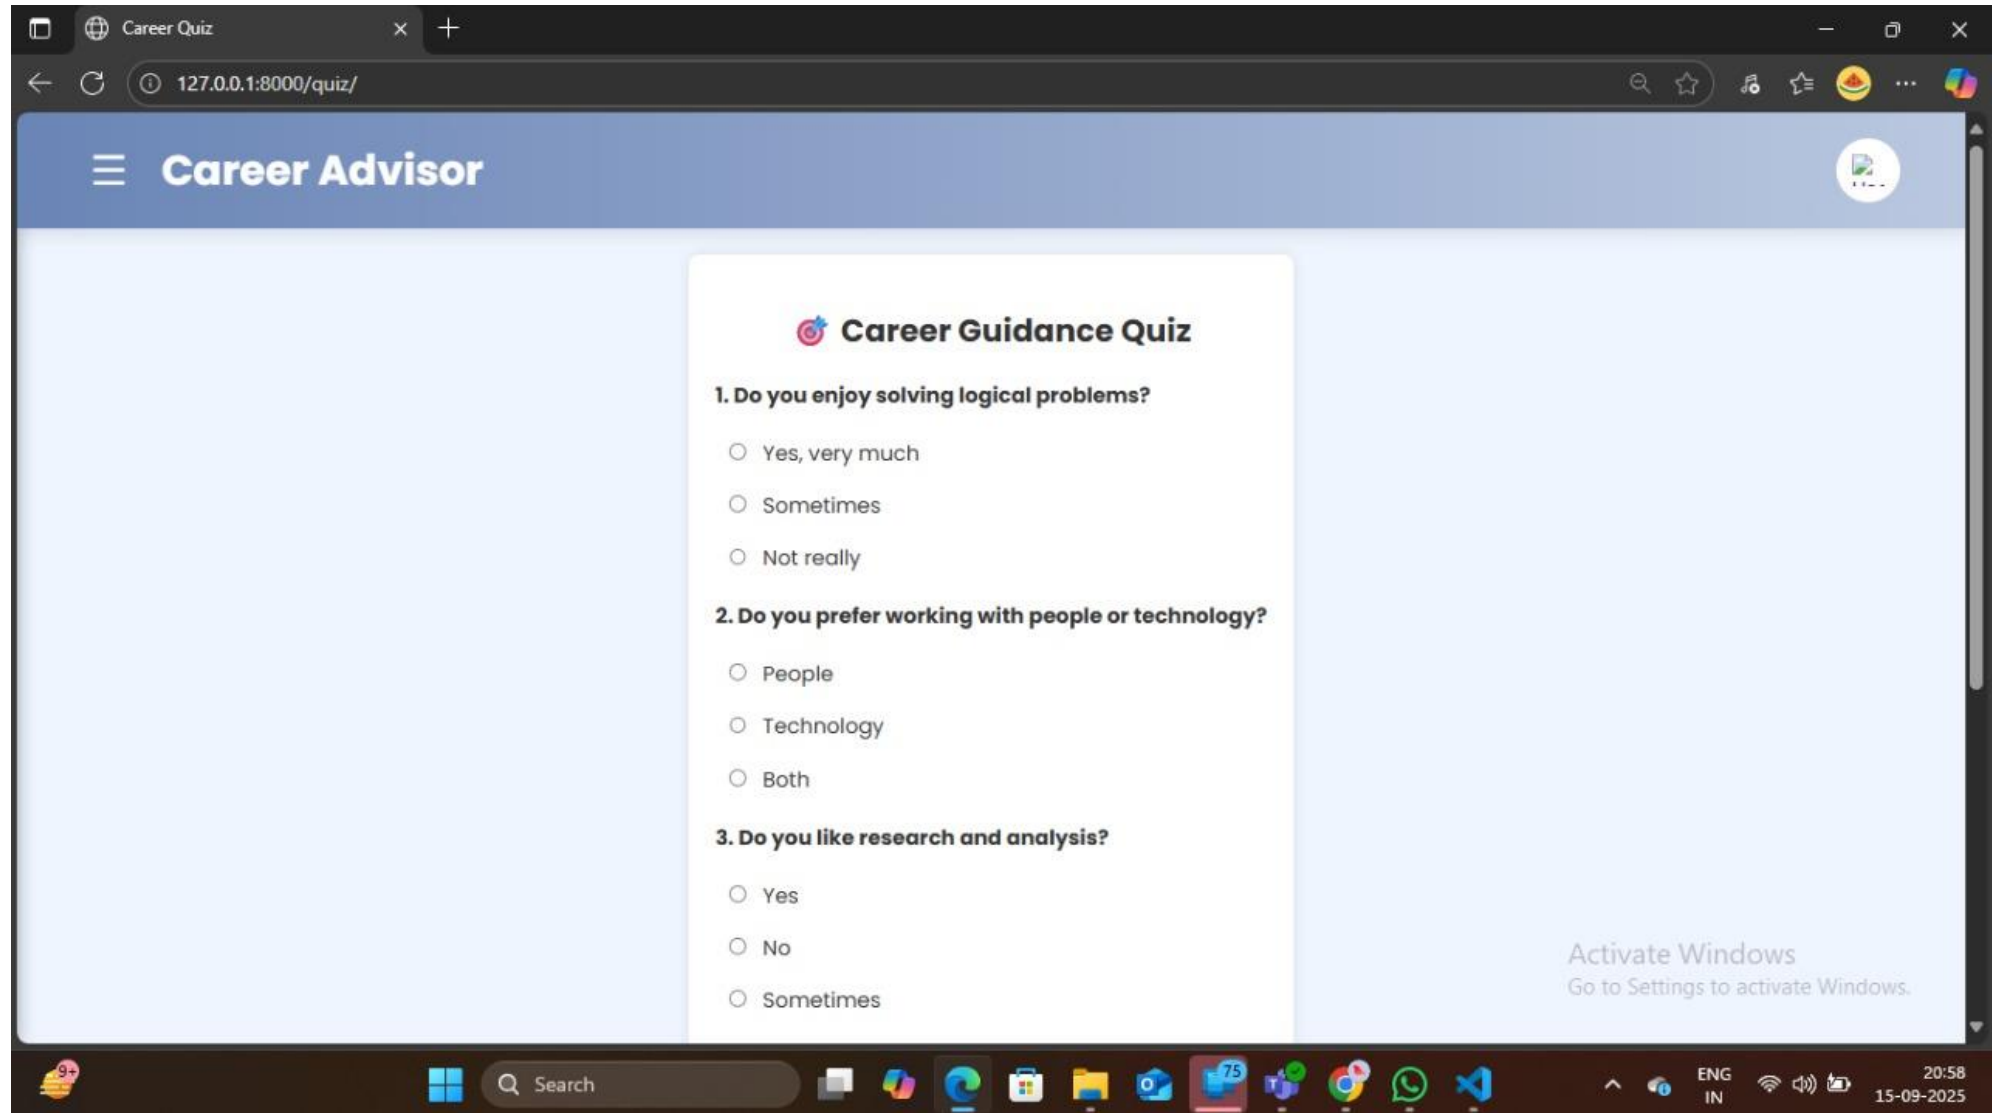 Career Quiz
127.0.0.1:8000/quiz/
Career Advisor
Career Guidance Quiz
1. Do you enjoy solving logical problems?
Yes, very much
Sometimes
Not really
2. Do you prefer working with people or technology?
People
Technology
Both
3. Do you like research and analysis?
Yes
No
Sometimes
Activate Windows
Go to Settings to activate Windows.
9+
Search
75
ENG
IN
20:58
15-09-2025